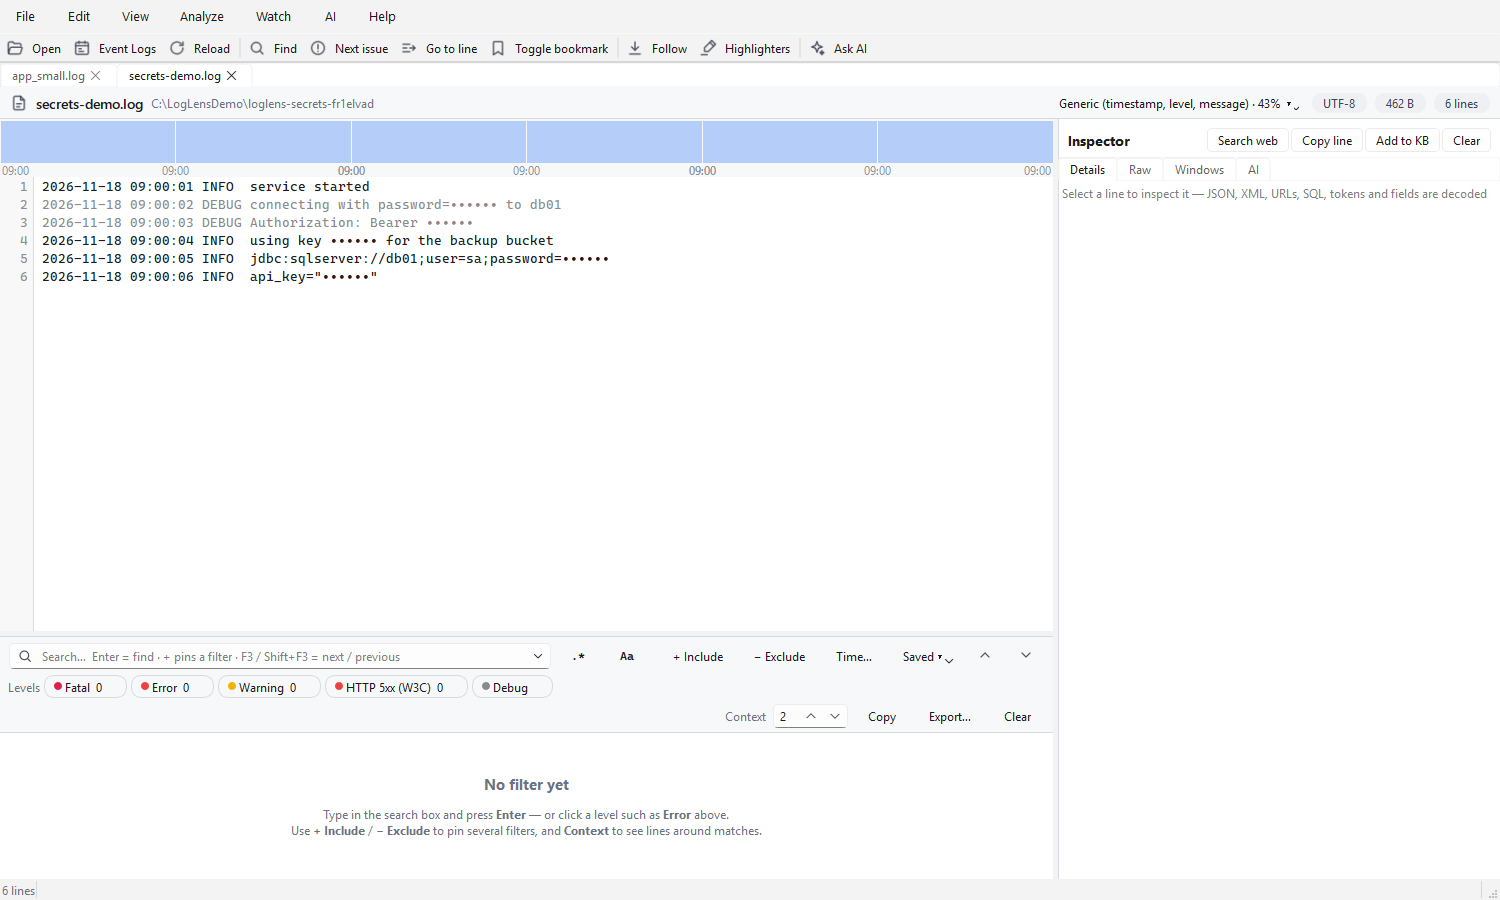 File Edit View Analyze Watch AI Help
Open Event Logs Reload Find Next issue Go to line Toggle bookmark Follow Highlighters Ask AI
app_small.log secrets-demo.log
secrets-demo.log C:\LogLensDemo\loglens-secrets-fr1elvad Generic (timestamp, level, message) · 43% UTF-8 462 B 6 lines
09:00 09:00 09:00 09:00 09:00 09:00 09:00
1 2026-11-18 09:00:01 INFO service started
2 2026-11-18 09:00:02 DEBUG connecting with password=•••••• to db01
3 2026-11-18 09:00:03 DEBUG Authorization: Bearer ••••••
4 2026-11-18 09:00:04 INFO using key •••••• for the backup bucket
5 2026-11-18 09:00:05 INFO jdbc:sqlserver://db01;user=sa;password=••••••
6 2026-11-18 09:00:06 INFO api_key="••••••"
Inspector Search web Copy line Add to KB Clear
Details Raw Windows AI
Select a line to inspect it — JSON, XML, URLs, SQL, tokens and fields are decoded
Search... Enter = find · + pins a filter · F3 / Shift+F3 = next / previous .* Aa + Include − Exclude Time... Saved
Levels Fatal 0 Error 0 Warning 0 HTTP 5xx (W3C) 0 Debug
Context 2 Copy Export... Clear
No filter yet
Type in the search box and press Enter — or click a level such as Error above.
Use + Include / − Exclude to pin several filters, and Context to see lines around matches.
6 lines